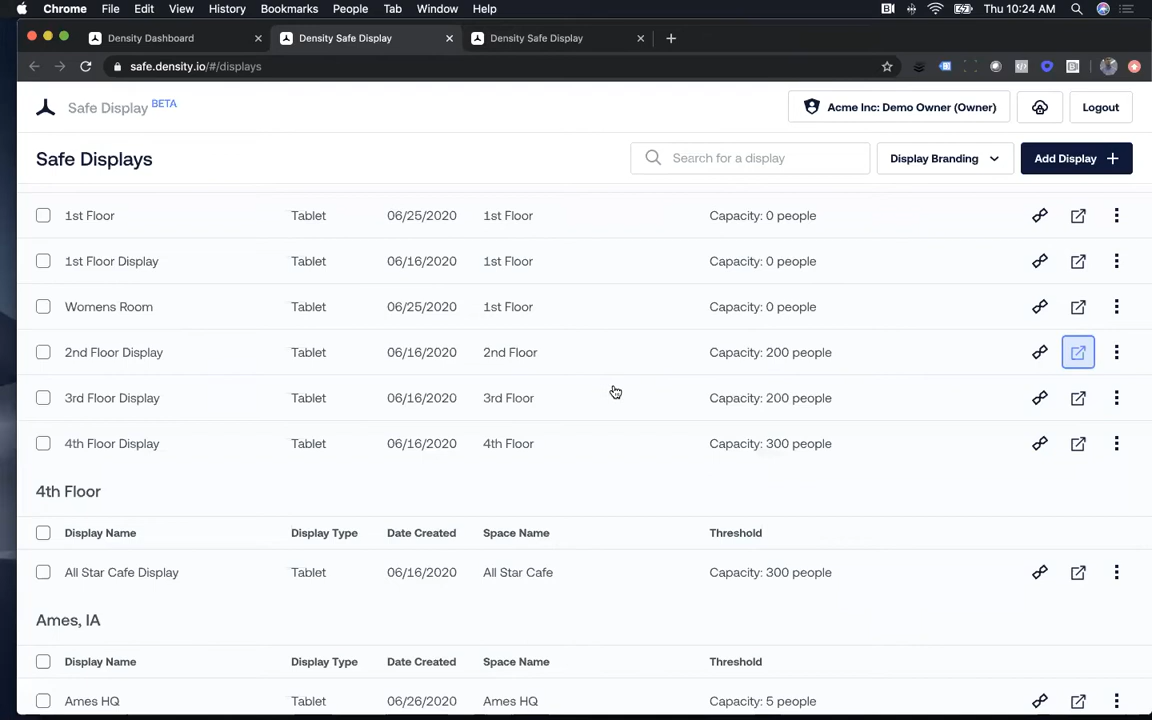 Chrome File Edit View History Bookmarks People Tab Window Help Thu 10:24 AM
Density Dashboard Density Safe Display Density Safe Display
safe.density.io/#/displays
Safe Display BETA Acme Inc: Demo Owner (Owner) Logout
Safe Displays Search for a display Display Branding Add Display
1st Floor Tablet 06/25/2020 1st Floor Capacity: 0 people
1st Floor Display Tablet 06/16/2020 1st Floor Capacity: 0 people
Womens Room Tablet 06/25/2020 1st Floor Capacity: 0 people
2nd Floor Display Tablet 06/16/2020 2nd Floor Capacity: 200 people
3rd Floor Display Tablet 06/16/2020 3rd Floor Capacity: 200 people
4th Floor Display Tablet 06/16/2020 4th Floor Capacity: 300 people
4th Floor
Display Name Display Type Date Created Space Name Threshold
All Star Cafe Display Tablet 06/16/2020 All Star Cafe Capacity: 300 people
Ames, IA
Display Name Display Type Date Created Space Name Threshold
Ames HQ Tablet 06/26/2020 Ames HQ Capacity: 5 people